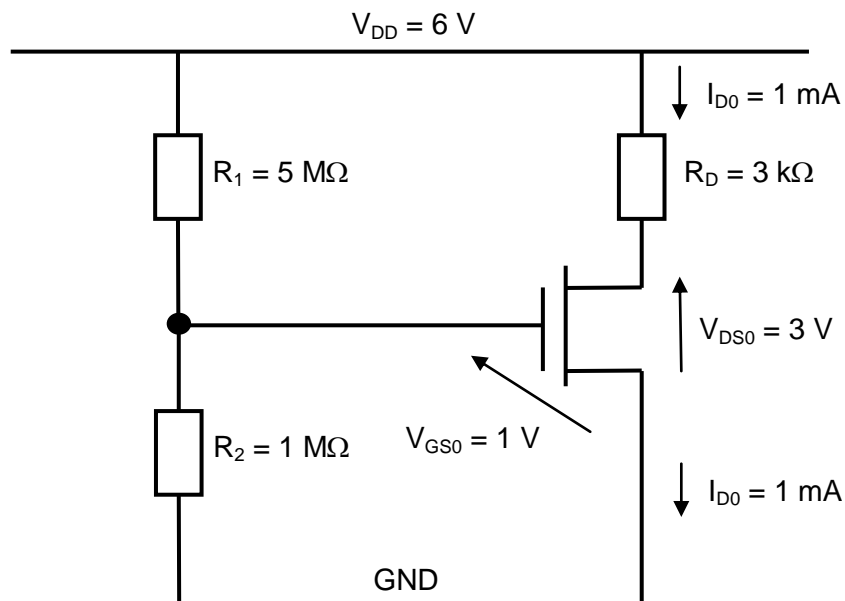 V_DD = 6 V
I_D0 = 1 mA
R_1 = 5 MΩ
R_D = 3 kΩ
V_DS0 = 3 V
V_GS0 = 1 V
R_2 = 1 MΩ
I_D0 = 1 mA
GND